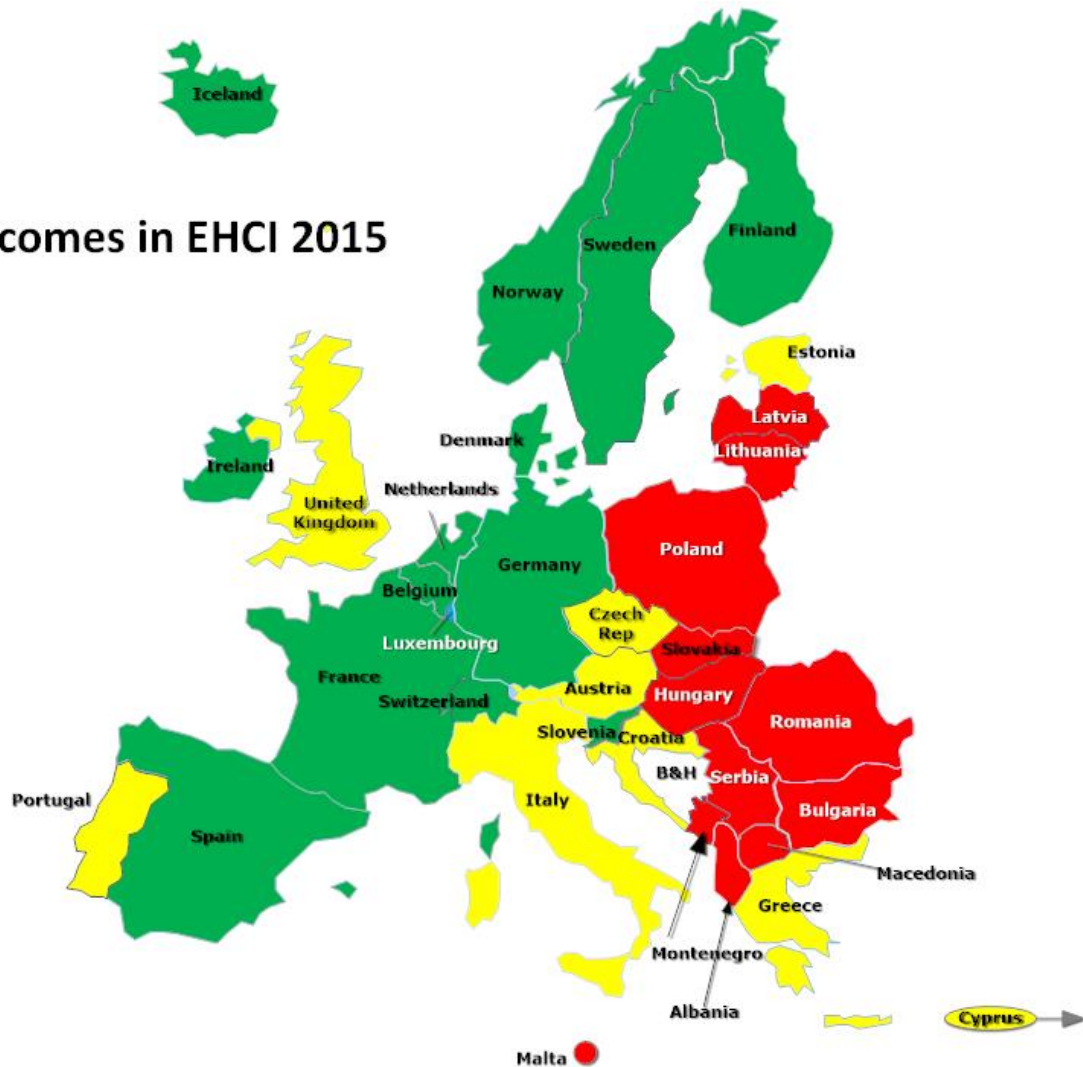 Iceland
comes in EHCI 2015
Sweden
Finland
Norway
Estonia
Latvia
Denmark
Lithuania
Ireland
Netherlands
United
Kingdom
Poland
Germany
Belgium
Czech
Rep
Luxembourg
Slovakia
France
Austria
Hungary
Switzerland
Romania
Slovenia
Croatia
B&H
Serbia
Portugal
Italy
Bulgaria
Spain
Macedonia
Greece
Montenegro
Albania
Cyprus
Malta